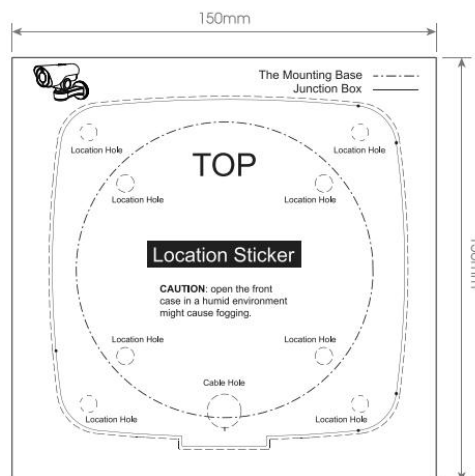 150mm
The Mounting Base
Junction Box
Location Hole
Location Hole
TOP
Location Hole
Location Hole
Location Sticker
CAUTION: open the front
case in a humid environment
might cause fogging.
Location Hole
Location Hole
Cable Hole
Location Hole
Location Hole